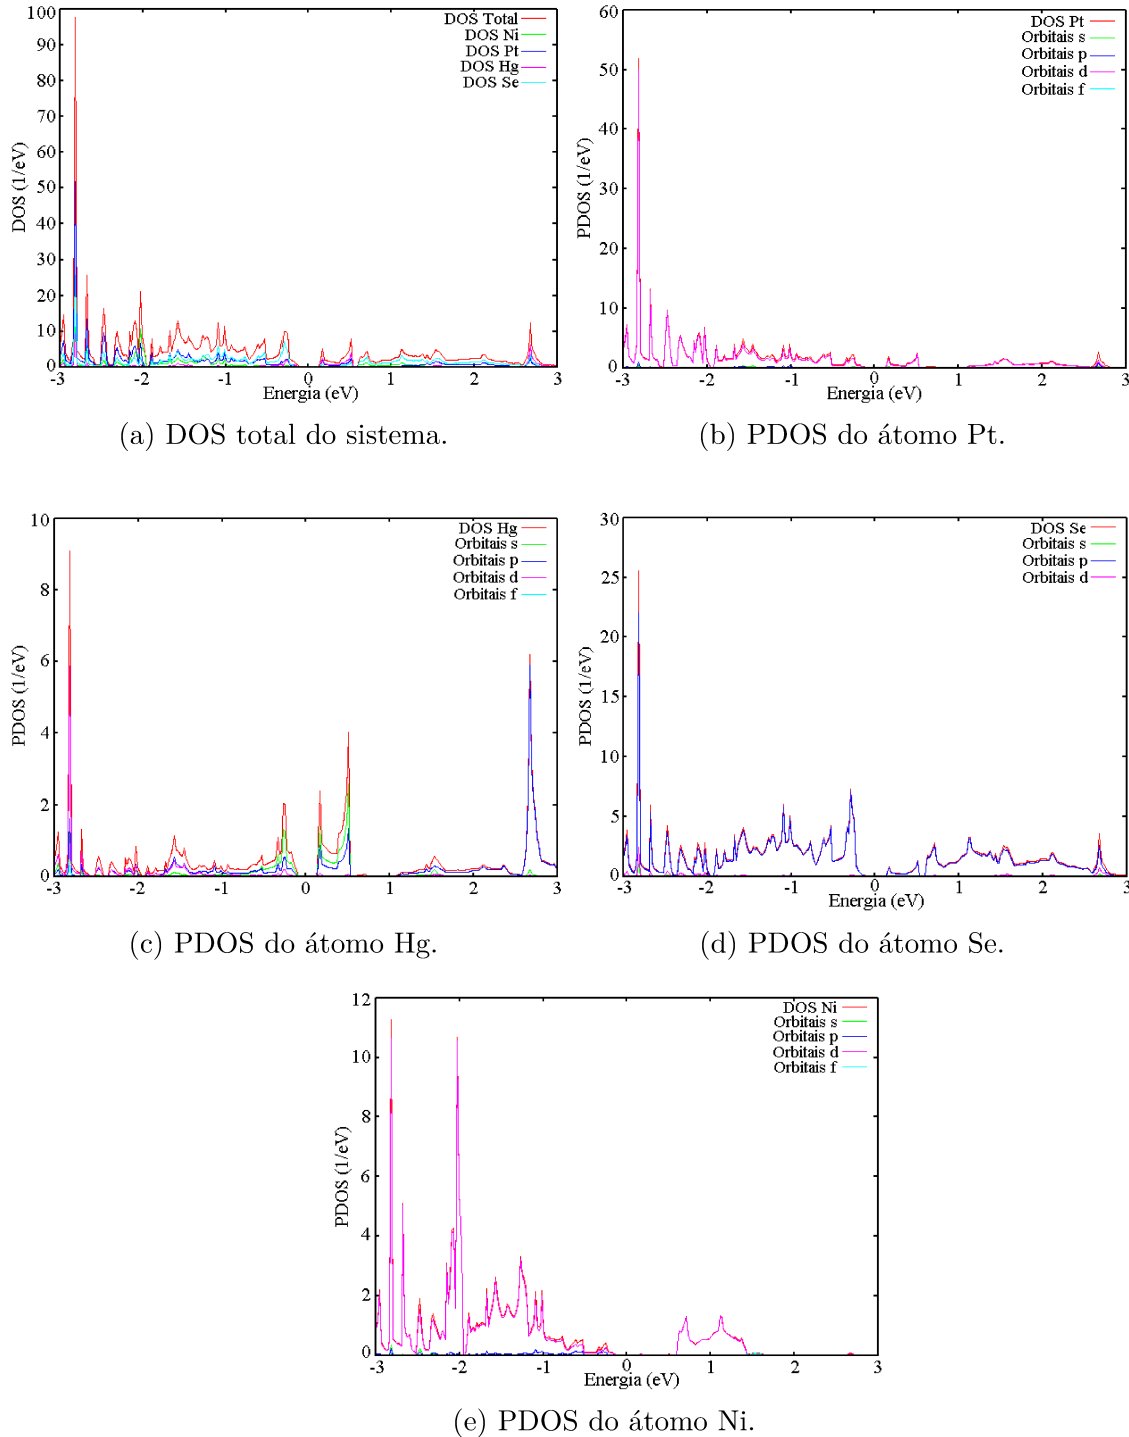 100
90
80
70
60
50
40
30
20
10
0
DOS (1/eV)
DOS Total
DOS Ni
DOS Pt
DOS Hg
DOS Se
-3 -2 -1 0 1 2 3
Energia (eV)
(a) DOS total do sistema.
60
50
40
30
20
10
0
PDOS (1/eV)
DOS Pt
Orbitais s
Orbitais p
Orbitais d
Orbitais f
-3 -2 -1 0 1 2 3
Energia (eV)
(b) PDOS do átomo Pt.
10
8
6
4
2
0
PDOS (1/eV)
DOS Hg
Orbitais s
Orbitais p
Orbitais d
Orbitais f
-3 -2 -1 0 1 2 3
(c) PDOS do átomo Hg.
30
25
20
15
10
5
0
PDOS (1/eV)
DOS Se
Orbitais s
Orbitais p
Orbitais d
-3 -2 -1 0 1 2 3
Energia (eV)
(d) PDOS do átomo Se.
12
10
8
6
4
2
0
PDOS (1/eV)
DOS Ni
Orbitais s
Orbitais p
Orbitais d
Orbitais f
-3 -2 -1 0 1 2 3
Energia (eV)
(e) PDOS do átomo Ni.